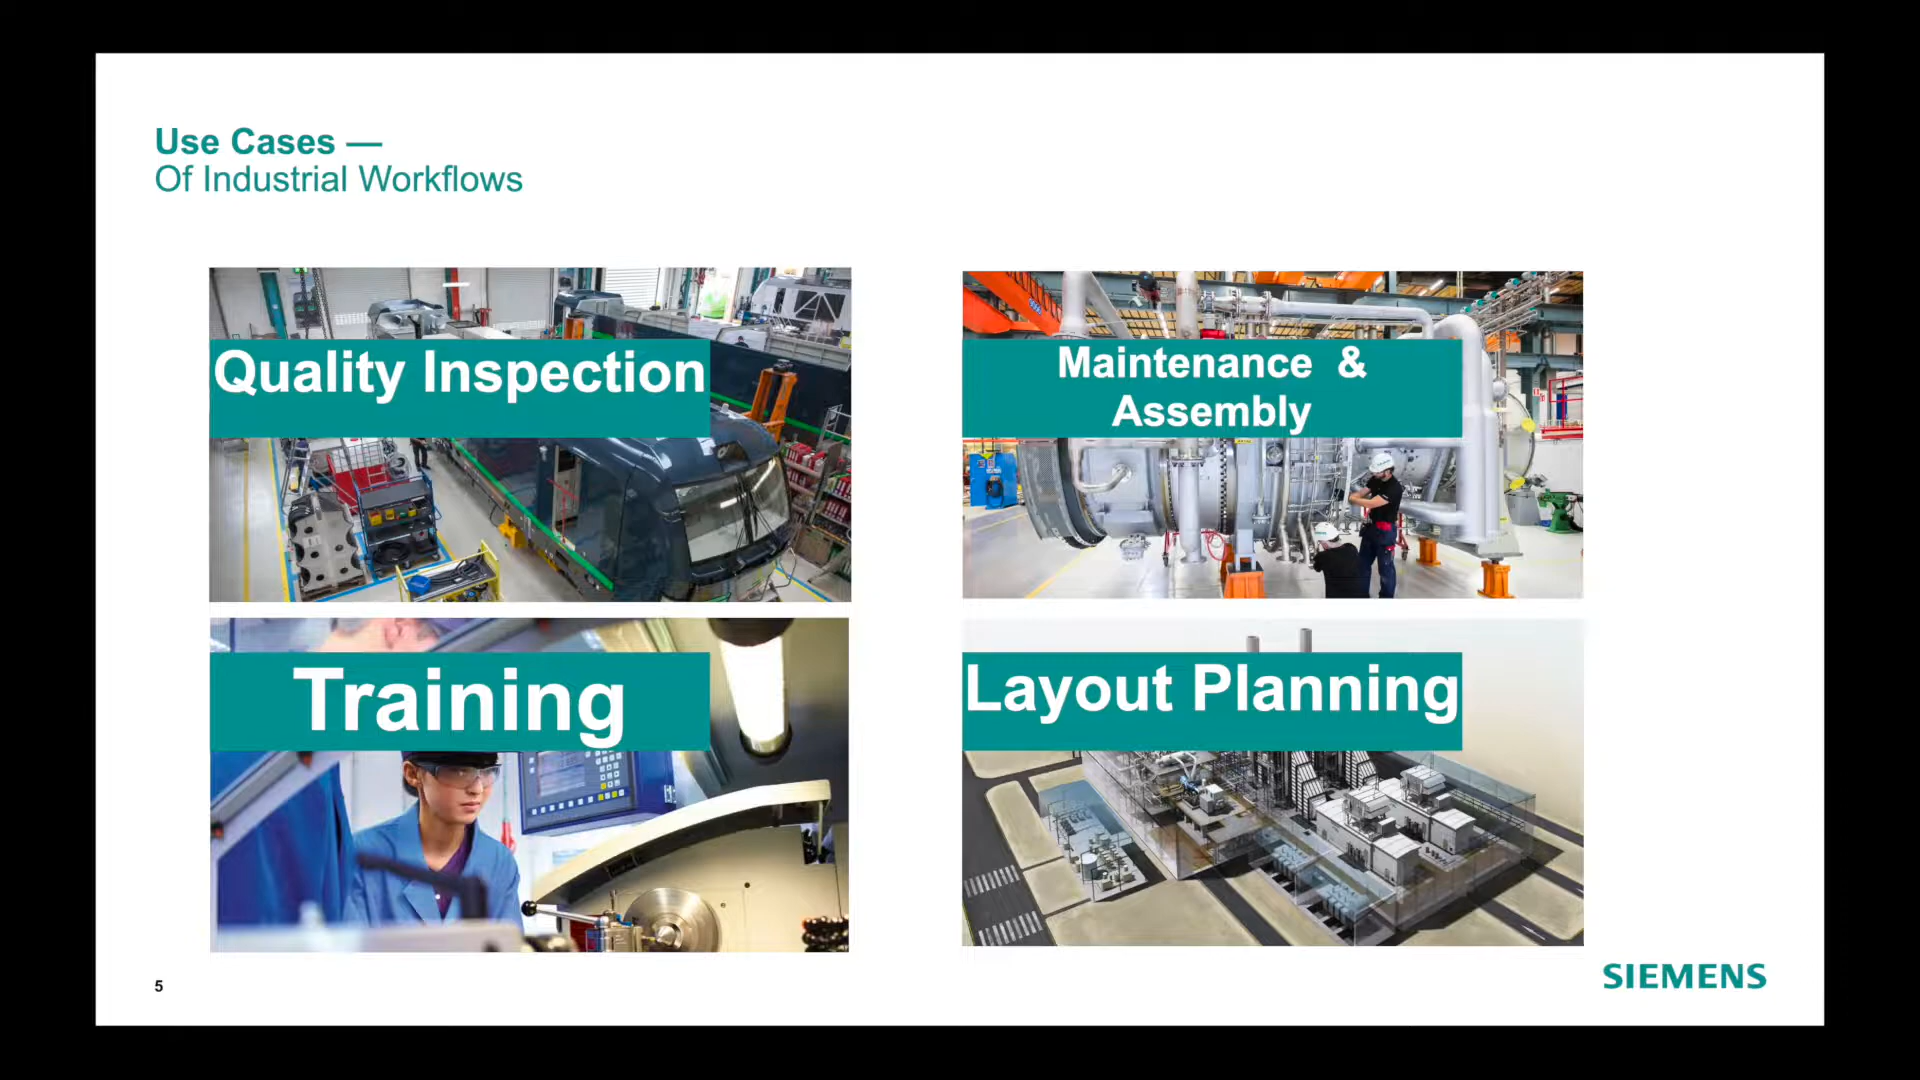 Use Cases —
Of Industrial Workflows
Quality Inspection
Maintenance & 
Assembly
Training
Layout Planning
5
SIEMENS